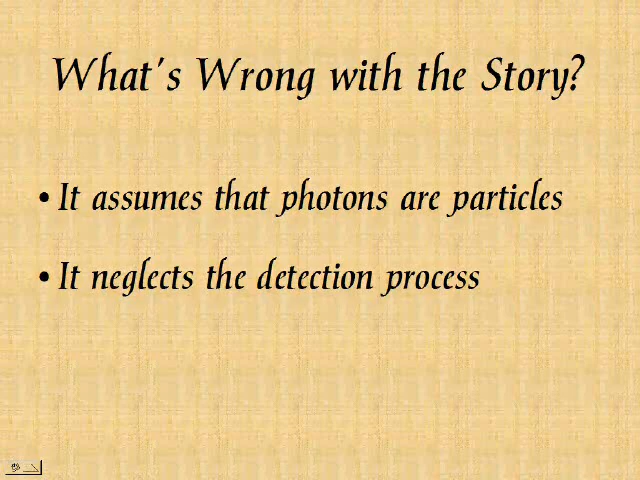 What's Wrong with the Story?
• It assumes that photons are particles
• It neglects the detection process